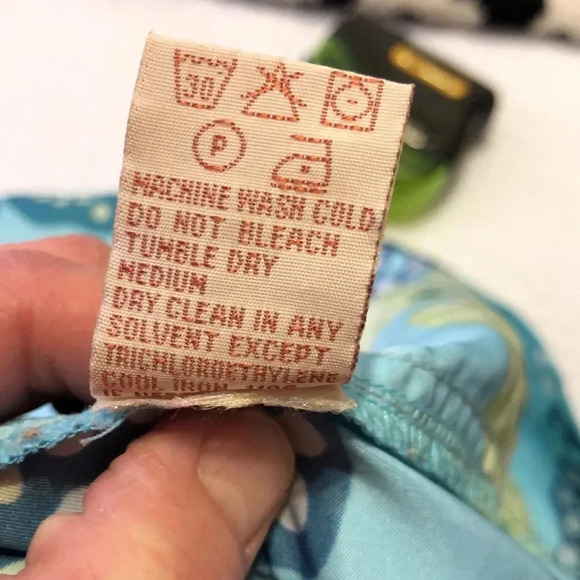 30
P
MACHINE WASH COLD
DO NOT BLEACH
TUMBLE DRY
MEDIUM
DRY CLEAN IN ANY
SOLVENT EXCEPT
TRICHLOROETHYLENE
COOL IRON